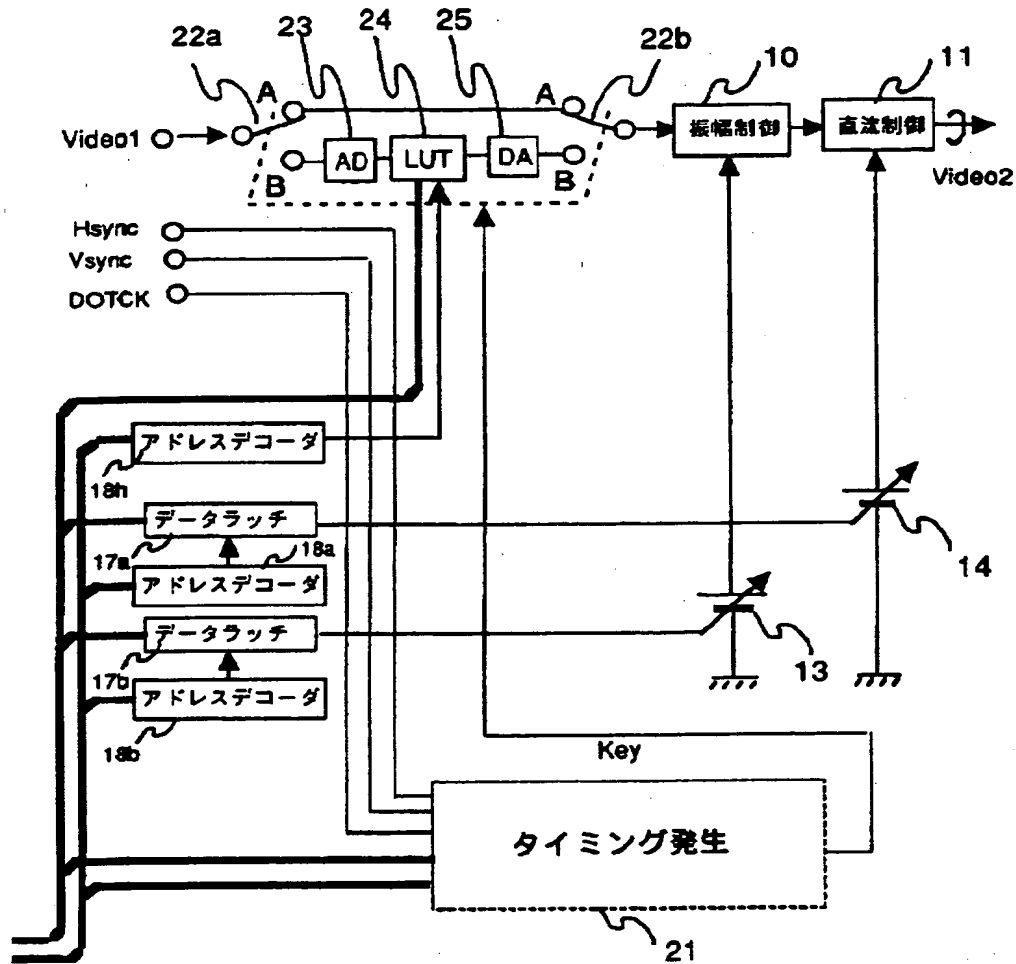 22a
23
24
25
22b
10
11
A
A
Video1
AD
LUT
DA
振幅制御
直流制御
B
B
Video2
Hsync
Vsync
DOTCK
アドレスデコーダ
18h
データラッチ
17a
18a
アドレスデコーダ
14
データラッチ
13
17b
アドレスデコーダ
18b
Key
タイミング発生
21